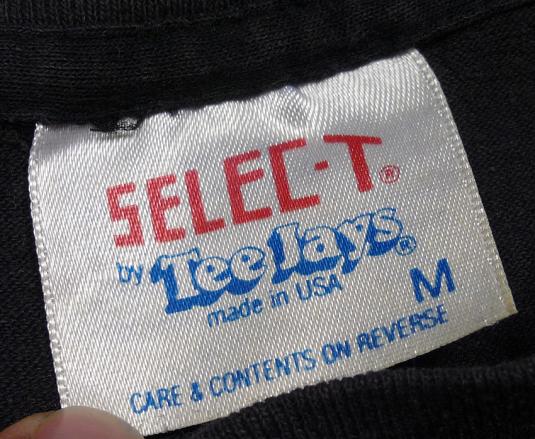 SELEC-T®
by Tee Jays®
made in USA
M
CARE & CONTENTS ON REVERSE